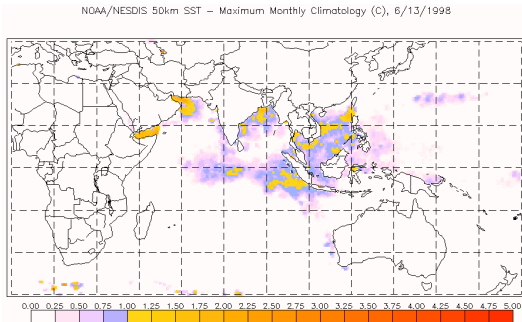 NOAA/NESDIS 50km SST – Maximum Monthly Climatology (C), 6/13/1998
0.00 0.25 0.50 0.75 1.00 1.25 1.50 1.75 2.00 2.25 2.50 2.75 3.00 3.25 3.50 3.75 4.00 4.25 4.50 4.75 5.00